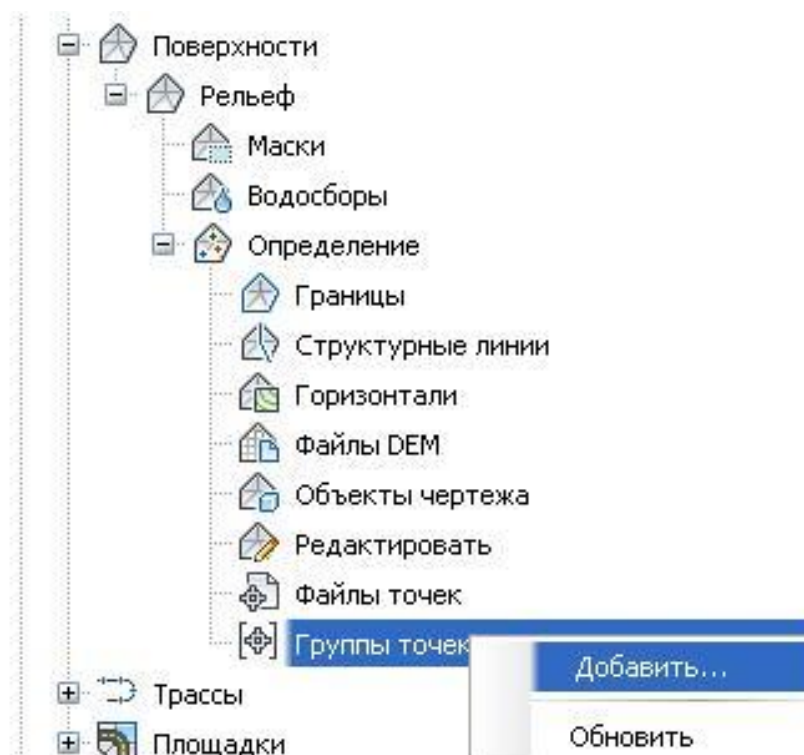 Поверхности
Рельеф
Маски
Водосборы
Определение
Границы
Структурные линии
Горизонтали
Файлы DEM
Объекты чертежа
Редактировать
Файлы точек
Группы точек
Добавить...
Трассы
Обновить
Площадки